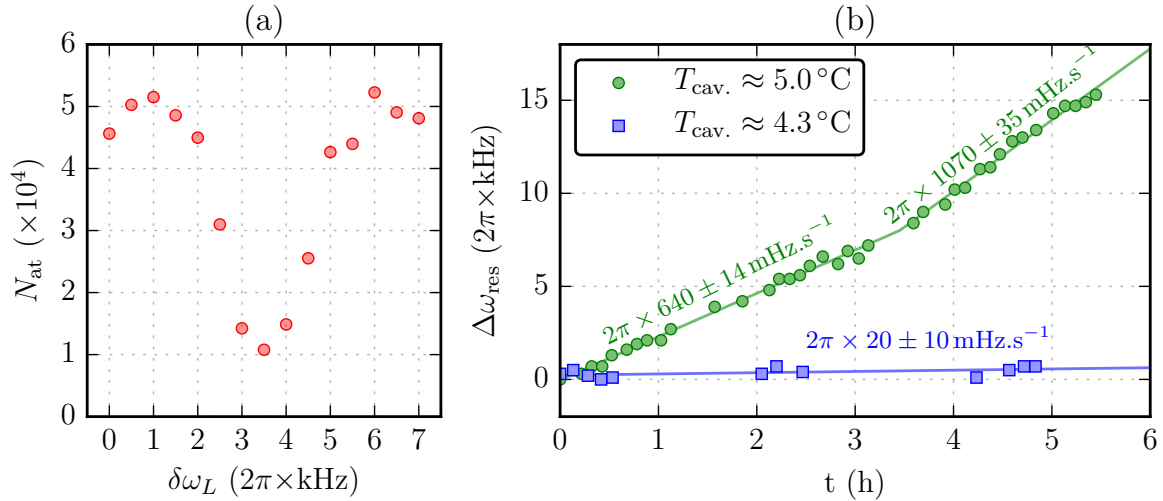 (a)
6
5
4
3
2
1
0
N_at (×10^4)
0 1 2 3 4 5 6 7
δω_L (2π×kHz)
(b)
T_cav. ≈ 5.0 °C
T_cav. ≈ 4.3 °C
2π × 640 ± 14 mHz.s^−1
2π × 1070 ± 35 mHz.s^−1
2π × 20 ± 10 mHz.s^−1
15
10
5
0
Δω_res (2π×kHz)
0 1 2 3 4 5 6
t (h)